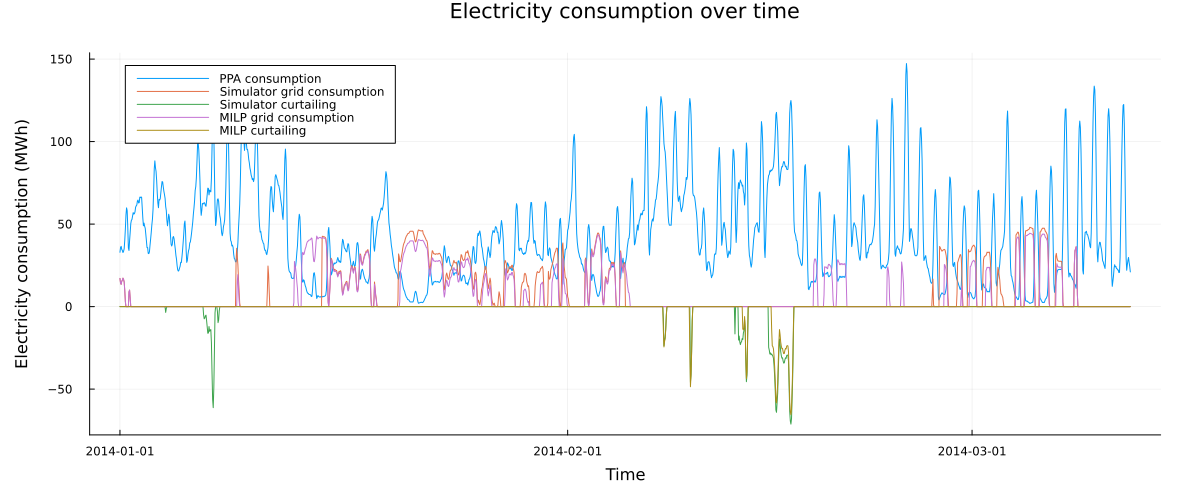 Electricity consumption over time
Electricity consumption (MWh)
150
100
50
0
−50
PPA consumption
Simulator grid consumption
Simulator curtailing
MILP grid consumption
MILP curtailing
2014-01-01
2014-02-01
2014-03-01
Time